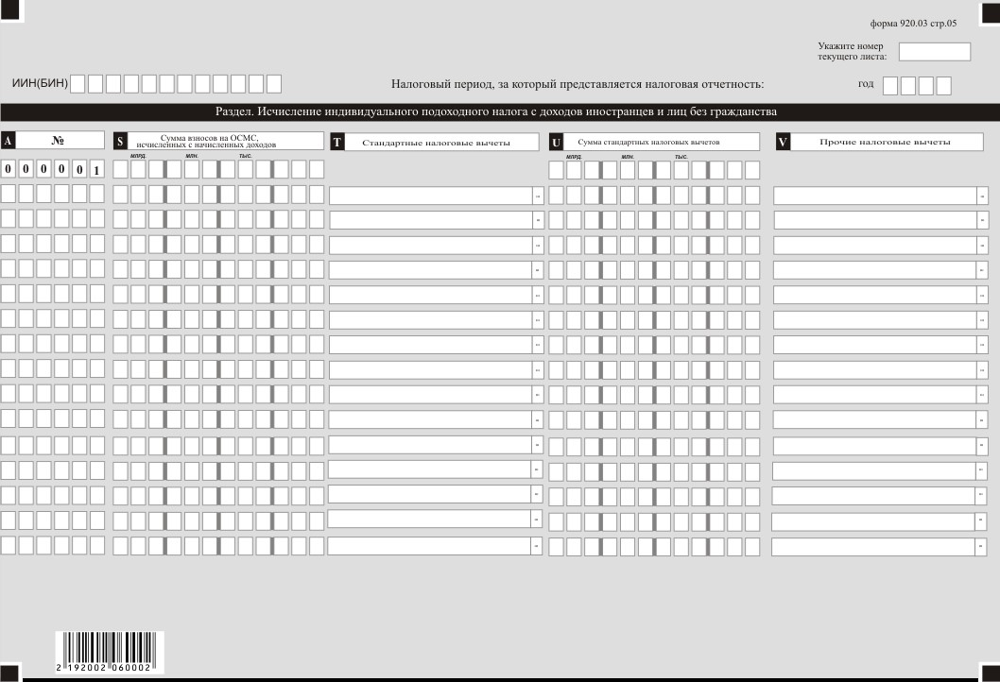 форма 920.03 стр.05
Укажите номер
текущего листа:
ИИН(БИН)
Налоговый период, за который представляется налоговая отчетность:
год
Раздел. Исчисление индивидуального подоходного налога с доходов иностранцев и лиц без гражданства
A №
S Сумма взносов на ОСМС,
исчисленных с начисленных доходов
T Стандартные налоговые вычеты
U Сумма стандартных налоговых вычетов
V Прочие налоговые вычеты
МЛРД. МЛН. ТЫС. МЛРД. МЛН. ТЫС.
0 0 0 0 0 1
2 192002 060002